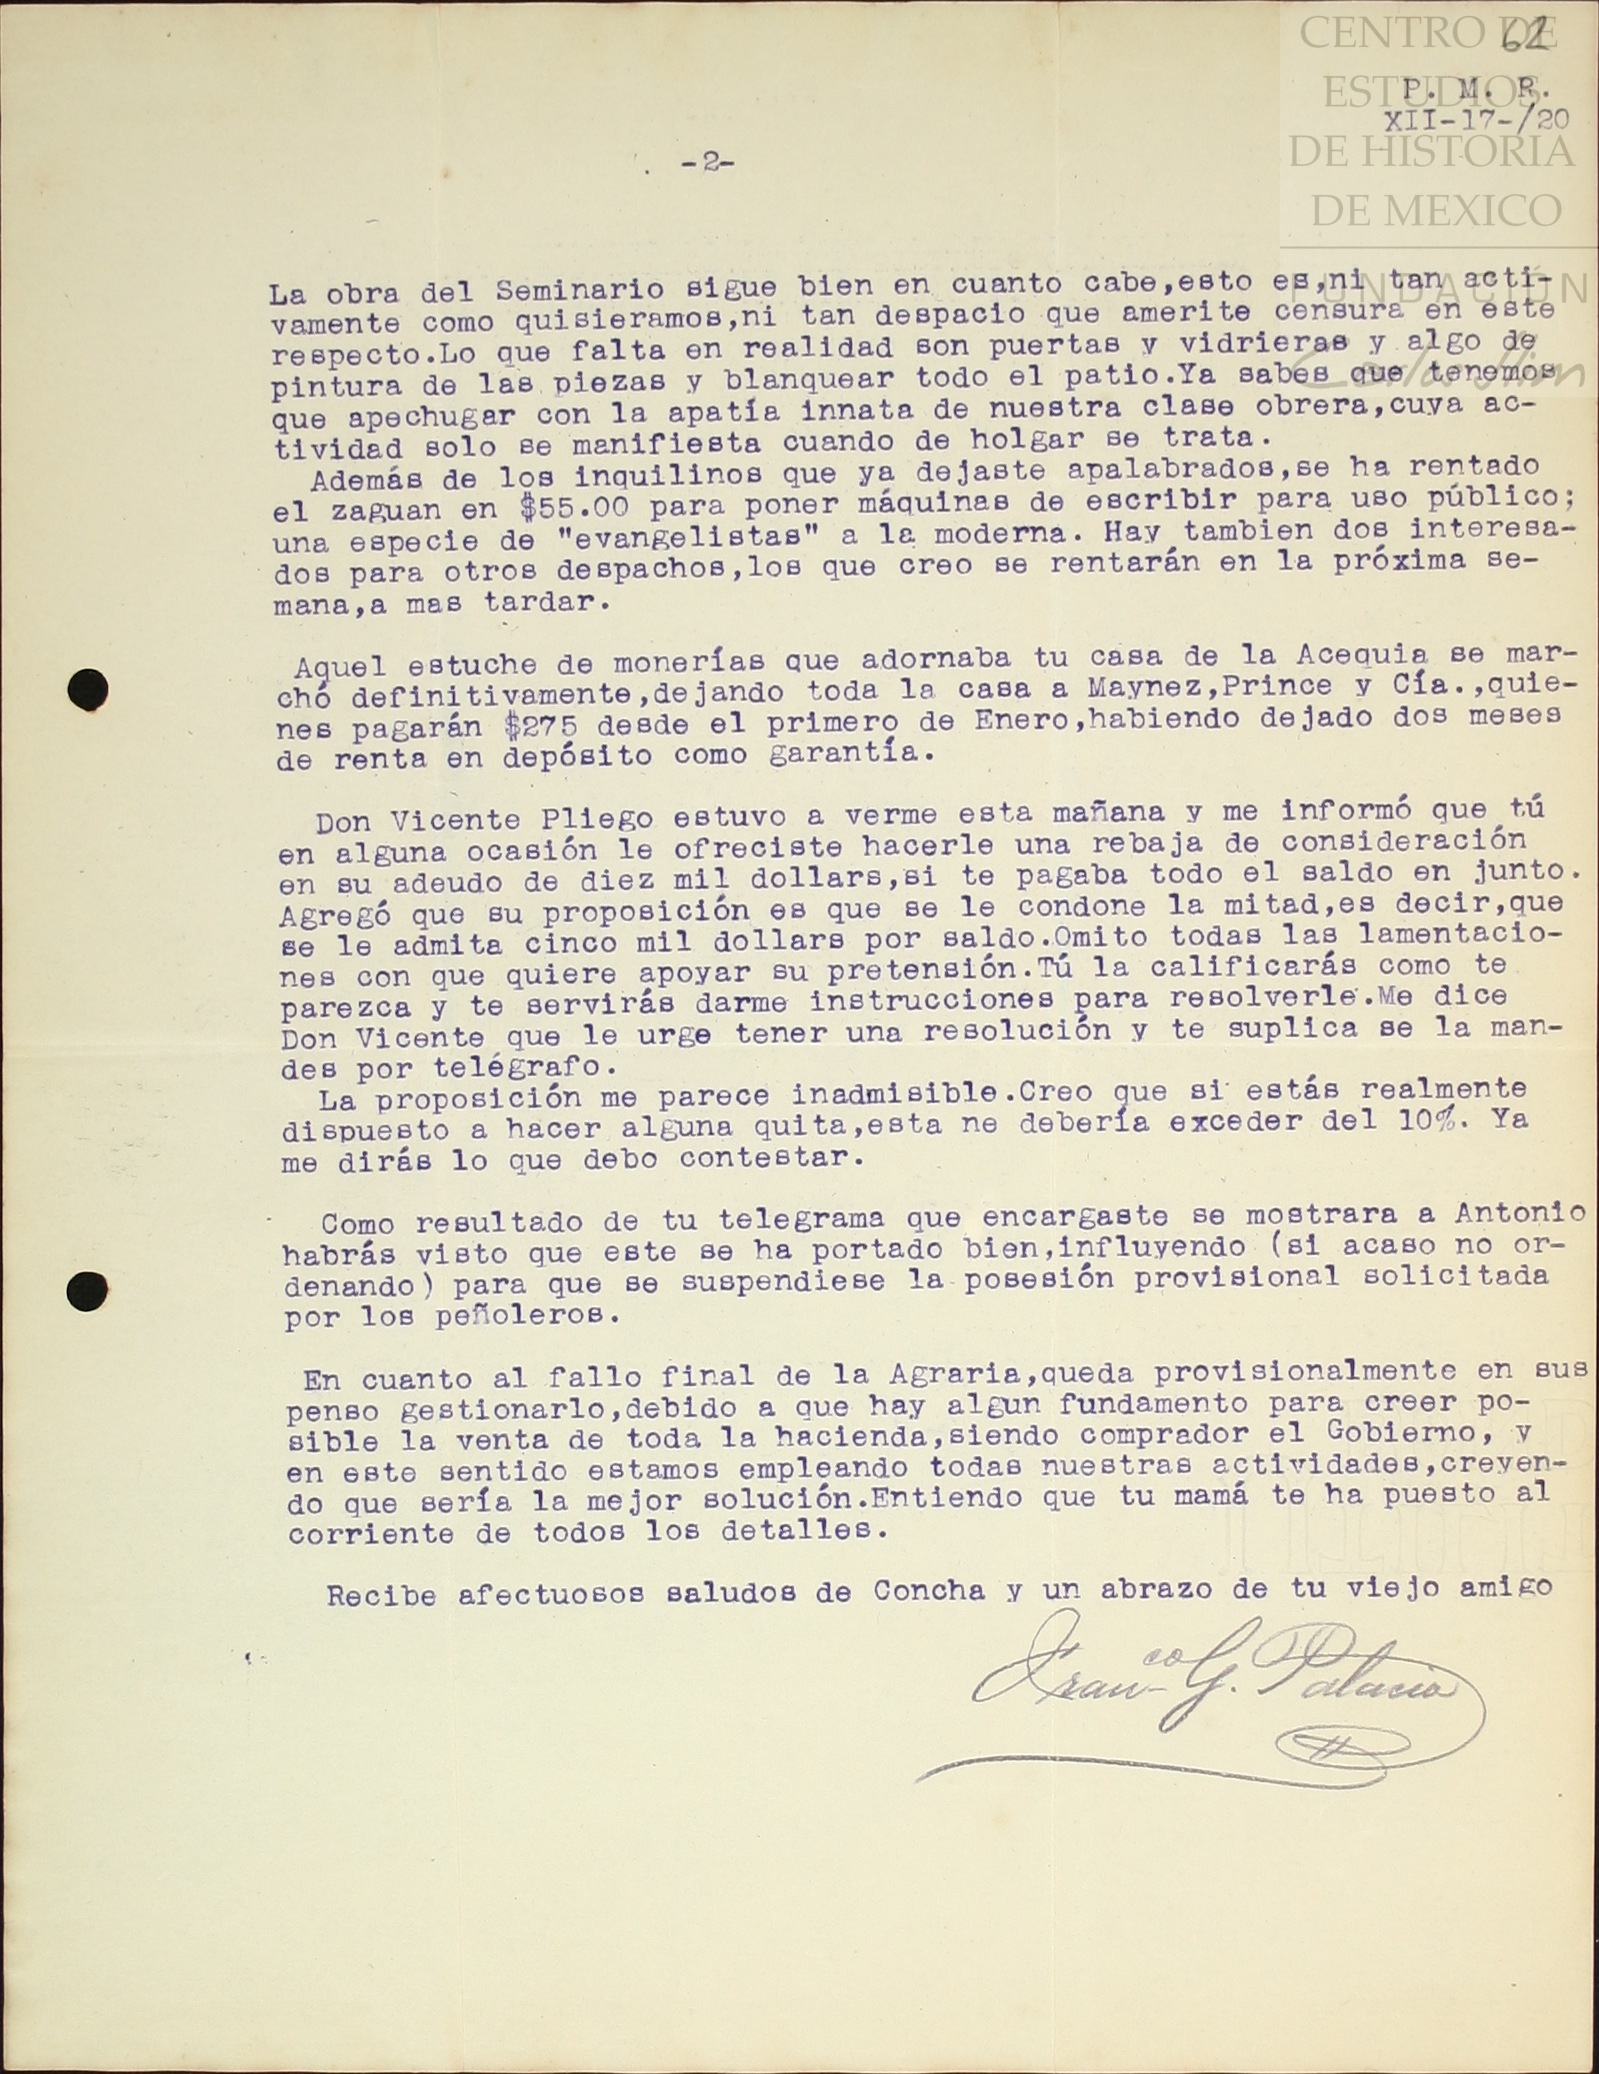 CENTRO DE
62
ESTUDIOS
P. M. R.
XII-17-/20
DE HISTORIA
-2-
DE MEXICO
FUNDACIÓN
Carlos Slim
La obra del Seminario sigue bien en cuanto cabe,esto es,ni tan acti-
vamente como quisieramos,ni tan despacio que amerite censura en este
respecto.Lo que falta en realidad son puertas y vidrieras y algo de
pintura de las piezas y blanquear todo el patio.Ya sabes que tenemos
que apechugar con la apatía innata de nuestra clase obrera,cuya ac-
tividad solo se manifiesta cuando de holgar se trata.
Además de los inquilinos que ya dejaste apalabrados,se ha rentado
el zaguan en $55.00 para poner máquinas de escribir para uso público;
una especie de "evangelistas" a la moderna. Hay tambien dos interesa-
dos para otros despachos,los que creo se rentarán en la próxima se-
mana,a mas tardar.
Aquel estuche de monerías que adornaba tu casa de la Acequia se mar-
chó definitivamente,dejando toda la casa a Maynez,Prince y Cía.,quie-
nes pagarán $275 desde el primero de Enero,habiendo dejado dos meses
de renta en depósito como garantía.
Don Vicente Pliego estuvo a verme esta mañana y me informó que tú
en alguna ocasión le ofreciste hacerle una rebaja de consideración
en su adeudo de diez mil dollars,si te pagaba todo el saldo en junto.
Agregó que su proposición es que se le condone la mitad,es decir,que
se le admita cinco mil dollars por saldo.Omito todas las lamentacio-
nes con que quiere apoyar su pretensión.Tú la calificarás como te
parezca y te servirás darme instrucciones para resolverle.Me dice
Don Vicente que le urge tener una resolución y te suplica se la man-
des por telégrafo.
La proposición me parece inadmisible.Creo que si estás realmente
dispuesto a hacer alguna quita,esta ne debería exceder del 10%. Ya
me dirás lo que debo contestar.
Como resultado de tu telegrama que encargaste se mostrara a Antonio
habrás visto que este se ha portado bien,influyendo (si acaso no or-
denando) para que se suspendiese la posesión provisional solicitada
por los peñoleros.
En cuanto al fallo final de la Agraria,queda provisionalmente en sus
penso gestionarlo,debido a que hay algun fundamento para creer po-
sible la venta de toda la hacienda,siendo comprador el Gobierno, y
en este sentido estamos empleando todas nuestras actividades,creyen-
do que sería la mejor solución.Entiendo que tu mamá te ha puesto al
corriente de todos los detalles.
Recibe afectuosos saludos de Concha y un abrazo de tu viejo amigo
Franco G. Palacio